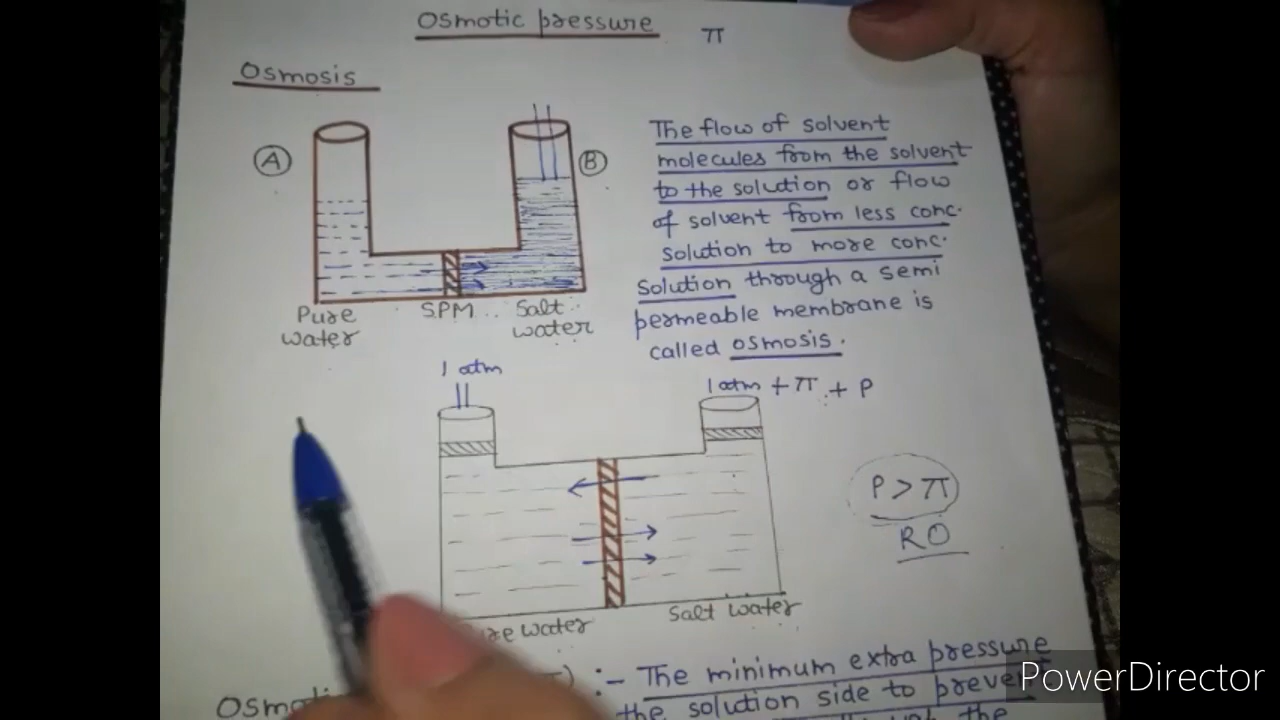 Osmotic pressure π
Osmosis
A
B
The flow of solvent
molecules from the solvent
to the solution or flow
of solvent from less conc.
solution to more conc.
solution through a semi
permeable membrane is
called osmosis.
Pure
water
SPM
Salt
water
1 atm
1 atm + π + P
P > π
RO
water
Salt water
:- The minimum extra pressure
the solution side to
the
PowerDirector